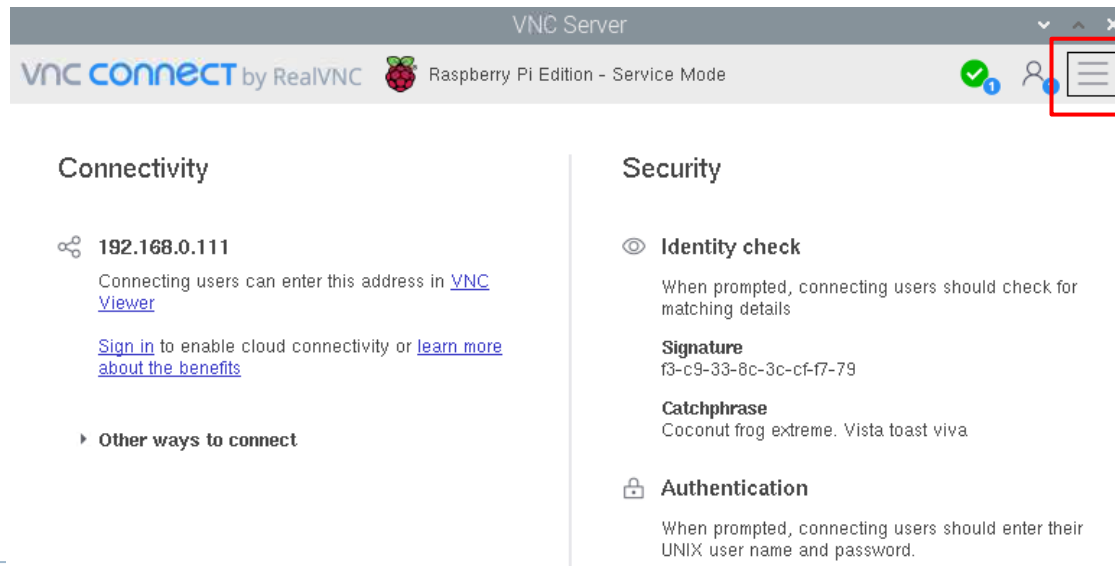 VNC Server
VNC CONNECT by RealVNC Raspberry Pi Edition - Service Mode
1
Connectivity
192.168.0.111
Connecting users can enter this address in VNC
Viewer
Sign in to enable cloud connectivity or learn more
about the benefits
Other ways to connect
Security
Identity check
When prompted, connecting users should check for
matching details
Signature
f3-c9-33-8c-3c-cf-f7-79
Catchphrase
Coconut frog extreme. Vista toast viva
Authentication
When prompted, connecting users should enter their
UNIX user name and password.